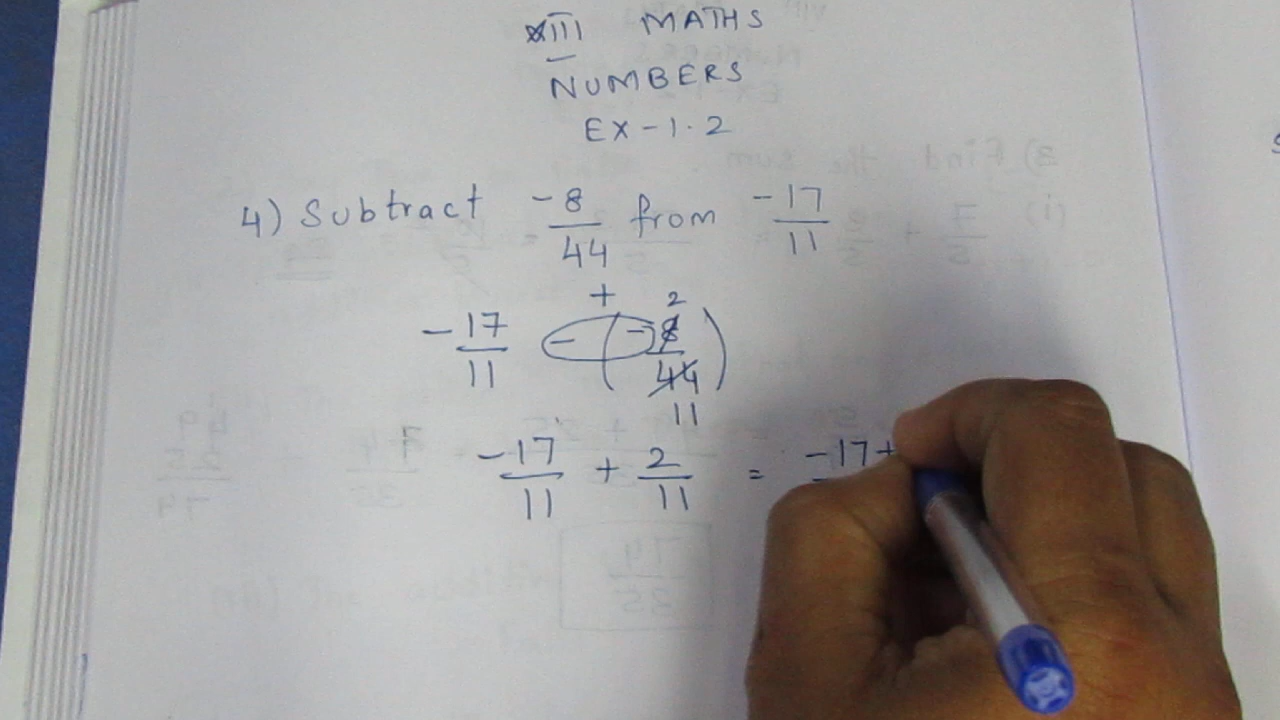 VIII MATHS
NUMBERS
EX-1.2
4) Subtract -8/44 from -17/11
-17/11 - (-8/44) + 2 11
-17/11 + 2/11 = -17+